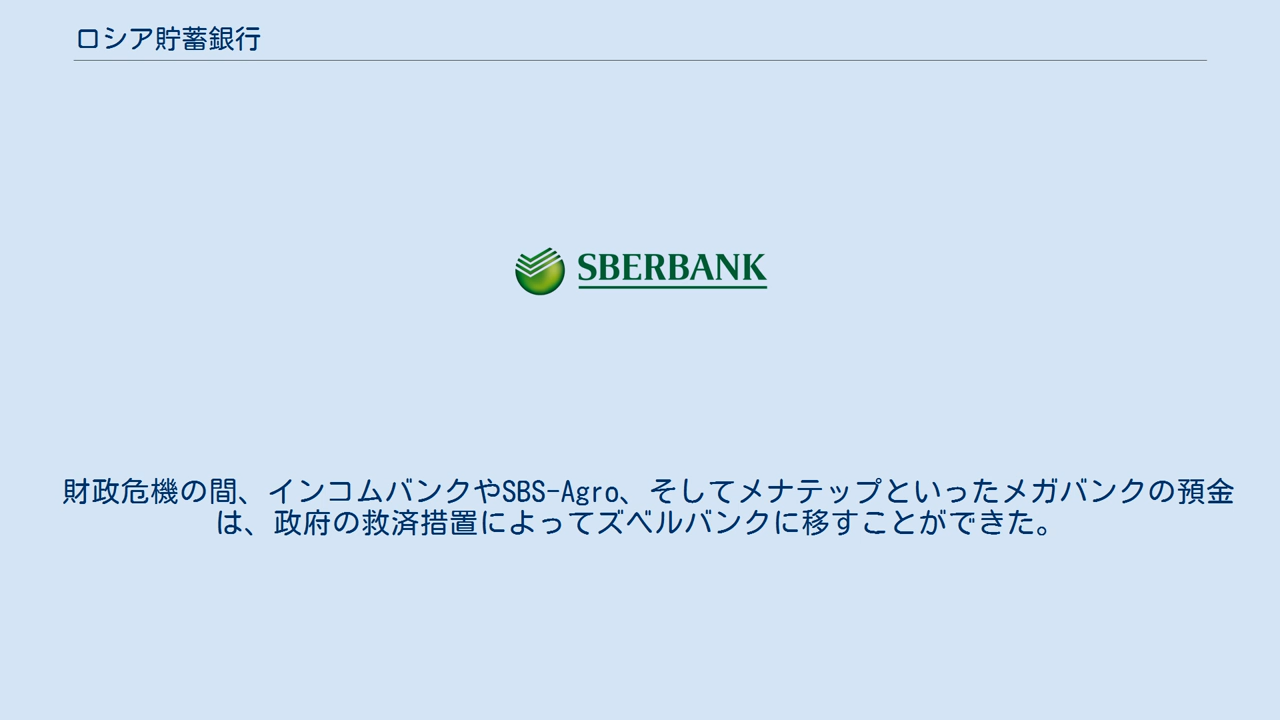 ロシア貯蓄銀行
SBERBANK
財政危機の間、インコムバンクやSBS-Agro、そしてメナテップといったメガバンクの預金
は、政府の救済措置によってズベルバンクに移すことができた。